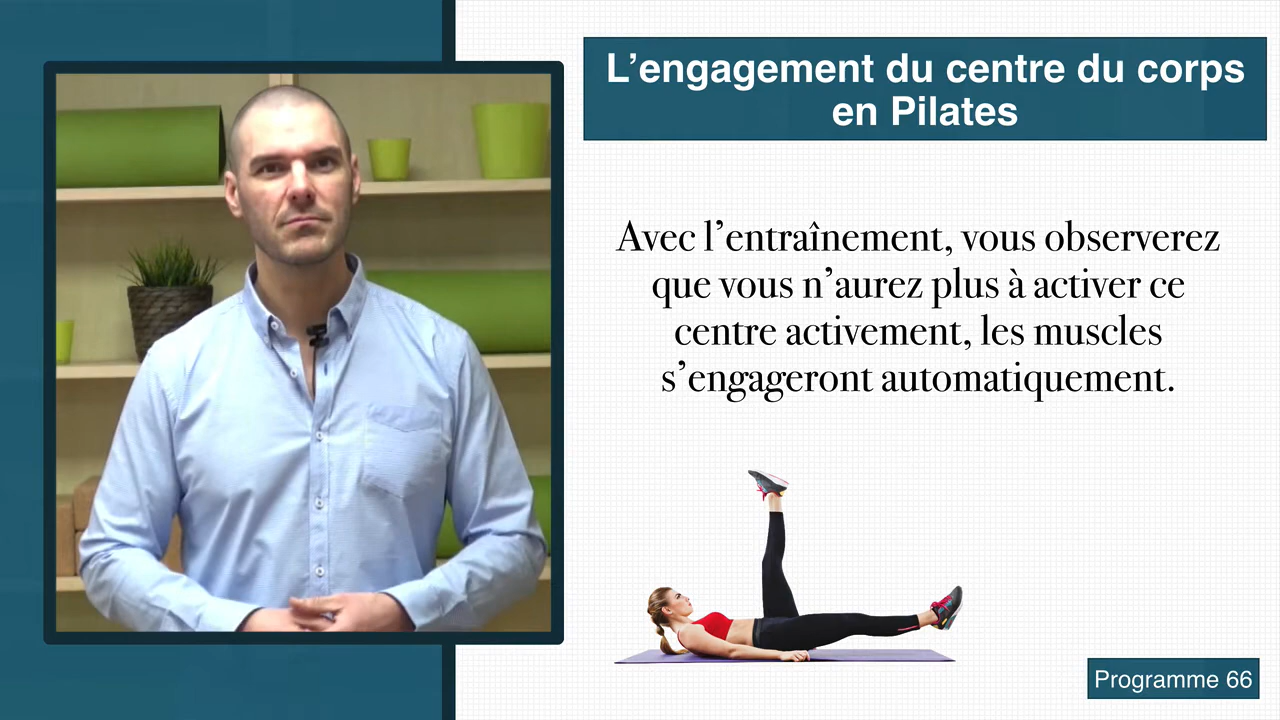 L’engagement du centre du corps
en Pilates
Avec l’entraînement, vous observerez
que vous n’aurez plus à activer ce
centre activement, les muscles
s’engageront automatiquement.
Programme 66